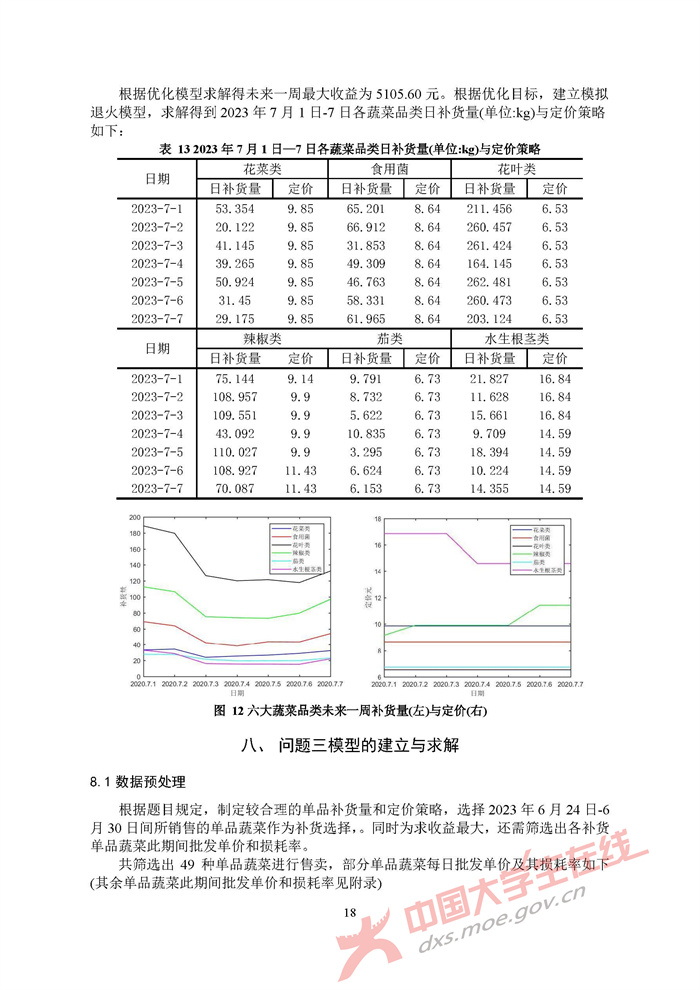 根据优化模型求解得未来一周最大收益为 5105.60 元。根据优化目标，建立模拟
退火模型，求解得到 2023 年 7 月 1 日-7 日各蔬菜品类日补货量(单位:kg)与定价策略
如下：
表 13 2023 年 7 月 1 日—7 日各蔬菜品类日补货量(单位:kg)与定价策略
日期 花菜类 食用菌 花叶类
日补货量 定价 日补货量 定价 日补货量 定价
2023-7-1 53.354 9.85 65.201 8.64 211.456 6.53
2023-7-2 20.122 9.85 66.912 8.64 260.457 6.53
2023-7-3 41.145 9.85 31.853 8.64 261.424 6.53
2023-7-4 39.265 9.85 49.309 8.64 164.145 6.53
2023-7-5 50.924 9.85 46.763 8.64 262.481 6.53
2023-7-6 31.45 9.85 58.331 8.64 260.473 6.53
2023-7-7 29.175 9.85 61.965 8.64 203.124 6.53
日期 辣椒类 茄类 水生根茎类
日补货量 定价 日补货量 定价 日补货量 定价
2023-7-1 75.144 9.14 9.791 6.73 21.827 16.84
2023-7-2 108.957 9.9 8.732 6.73 11.628 16.84
2023-7-3 109.551 9.9 5.622 6.73 15.661 16.84
2023-7-4 43.092 9.9 10.835 6.73 9.709 14.59
2023-7-5 110.027 9.9 3.295 6.73 18.394 14.59
2023-7-6 108.927 11.43 6.624 6.73 10.224 14.59
2023-7-7 70.087 11.43 6.153 6.73 14.355 14.59
200
180
160
140
120
100
80
60
40
20
0
花菜类
食用菌
花叶类
辣椒类
茄类
水生根茎类
2020.7.1 2020.7.2 2020.7.3 2020.7.4 2020.7.5 2020.7.6 2020.7.7
日期
18
16
14
12
10
8
6
定价元
花菜类
食用菌
花叶类
辣椒类
茄类
水生根茎类
2020.7.1 2020.7.2 2020.7.3 2020.7.4 2020.7.5 2020.7.6 2020.7.7
日期
图 12 六大蔬菜品类未来一周补货量(左)与定价(右)
八、 问题三模型的建立与求解
8.1 数据预处理
根据题目规定，制定较合理的单品补货量和定价策略，选择 2023 年 6 月 24 日-6
月 30 日间所销售的单品蔬菜作为补货选择，。同时为求收益最大，还需筛选出各补货
单品蔬菜此期间批发单价和损耗率。
共筛选出 49 种单品蔬菜进行售卖，部分单品蔬菜每日批发单价及其损耗率如下
(其余单品蔬菜此期间批发单价和损耗率见附录)
18
中国大学生在线
dxs.moe.gov.cn